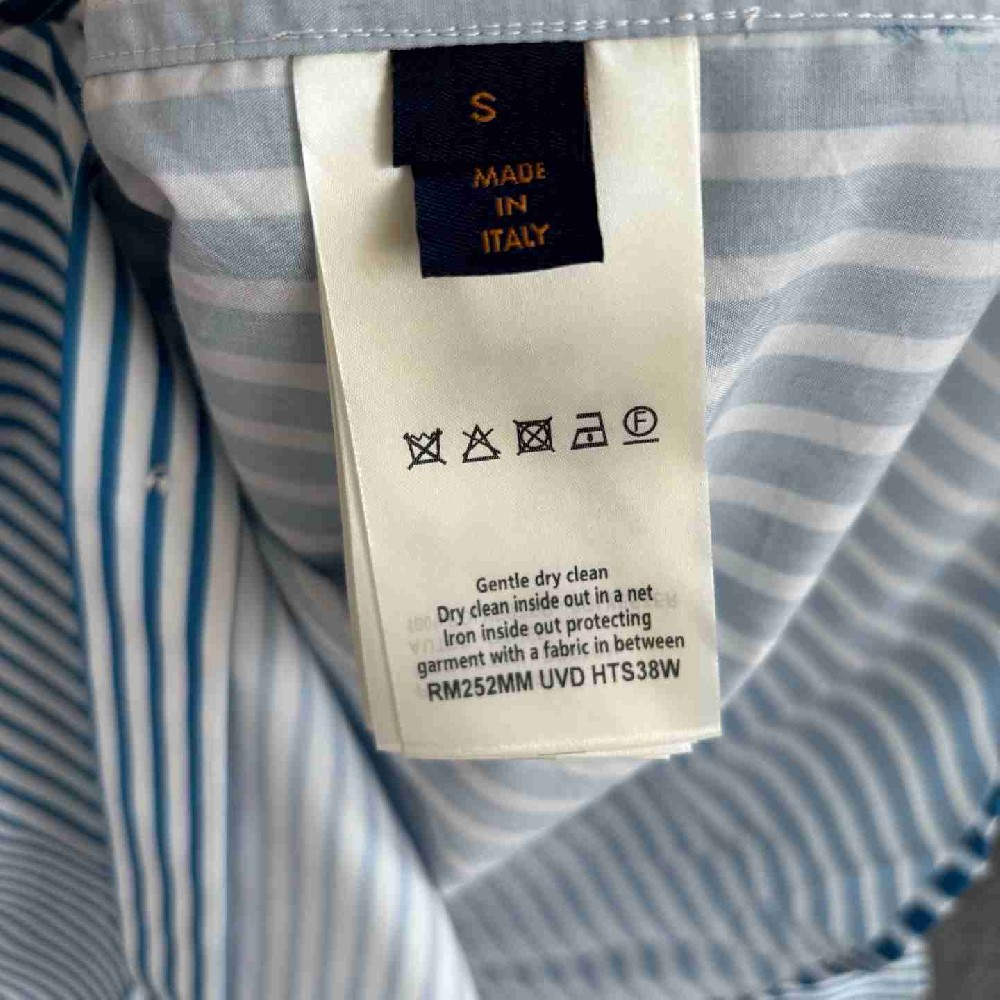 S
MADE
IN
ITALY
F
Gentle dry clean
Dry clean inside out in a net
Iron inside out protecting
garment with a fabric in between
RM252MM UVD HTS38W